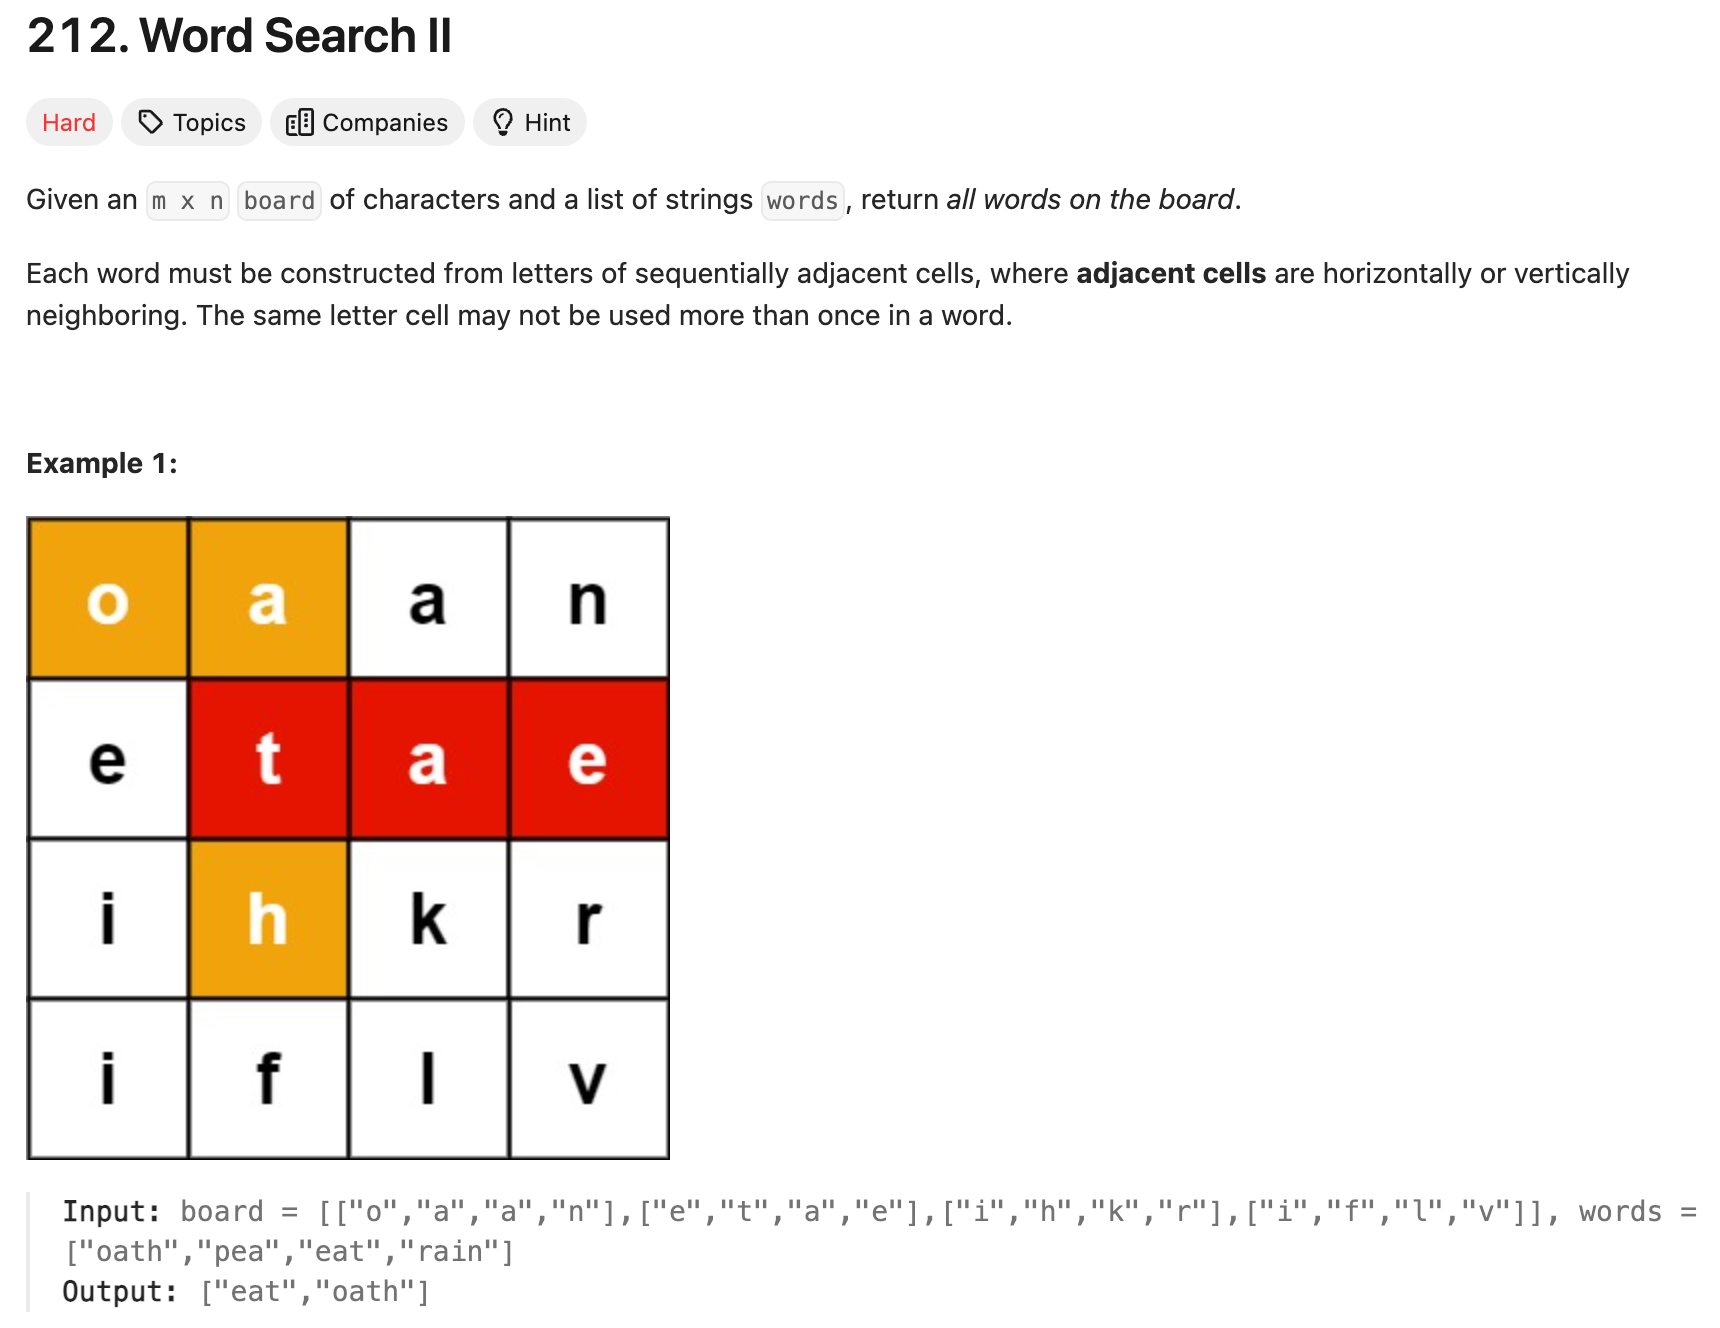 212. Word Search II
Hard Topics Companies Hint
Given an m x n board of characters and a list of strings words, return all words on the board.
Each word must be constructed from letters of sequentially adjacent cells, where adjacent cells are horizontally or vertically
neighboring. The same letter cell may not be used more than once in a word.
Example 1:
o a a n
e t a e
i h k r
i f l v
Input: board = [["o","a","a","n"],["e","t","a","e"],["i","h","k","r"],["i","f","l","v"]], words =
["oath","pea","eat","rain"]
Output: ["eat","oath"]